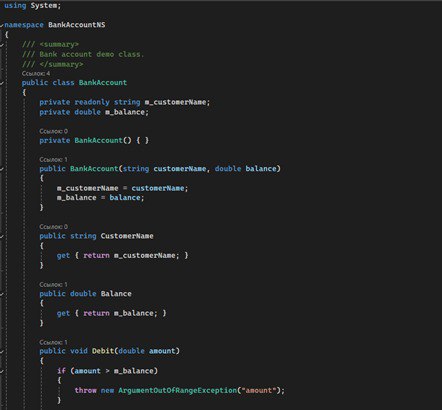 using System;
namespace BankAccountNS
{
/// <summary>
/// Bank account demo class.
/// </summary>
Ссылок: 4
public class BankAccount
{
private readonly string m_customerName;
private double m_balance;
Ссылок: 0
private BankAccount() { }
Ссылок: 1
public BankAccount(string customerName, double balance)
{
m_customerName = customerName;
m_balance = balance;
}
Ссылок: 0
public string CustomerName
{
get { return m_customerName; }
}
Ссылок: 1
public double Balance
{
get { return m_balance; }
}
Ссылок: 1
public void Debit(double amount)
{
if (amount > m_balance)
{
throw new ArgumentOutOfRangeException("amount");
}